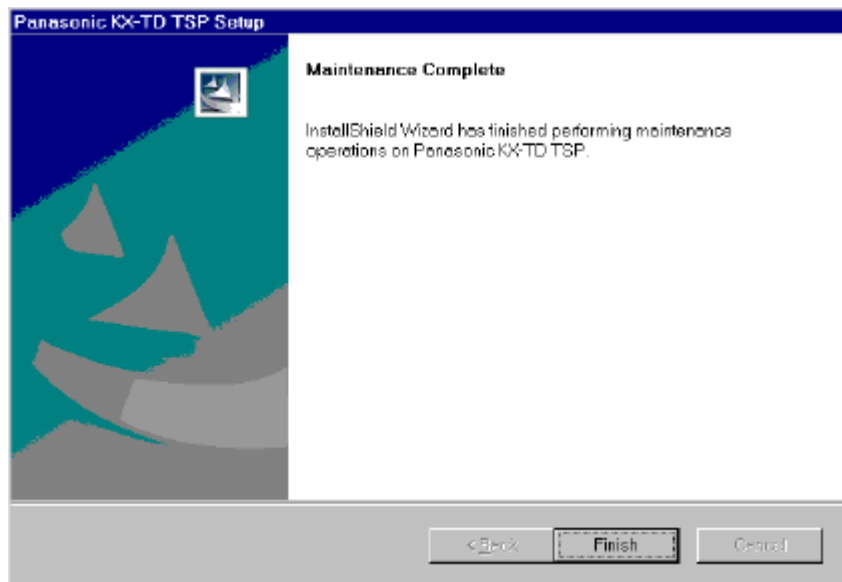 Panasonic KX-TD TSP Setup
Maintenance Complete
InstallShield Wizard has finished performing maintenance
operations on Panasonic KX-TD TSP.
< Back
Finish
Cancel